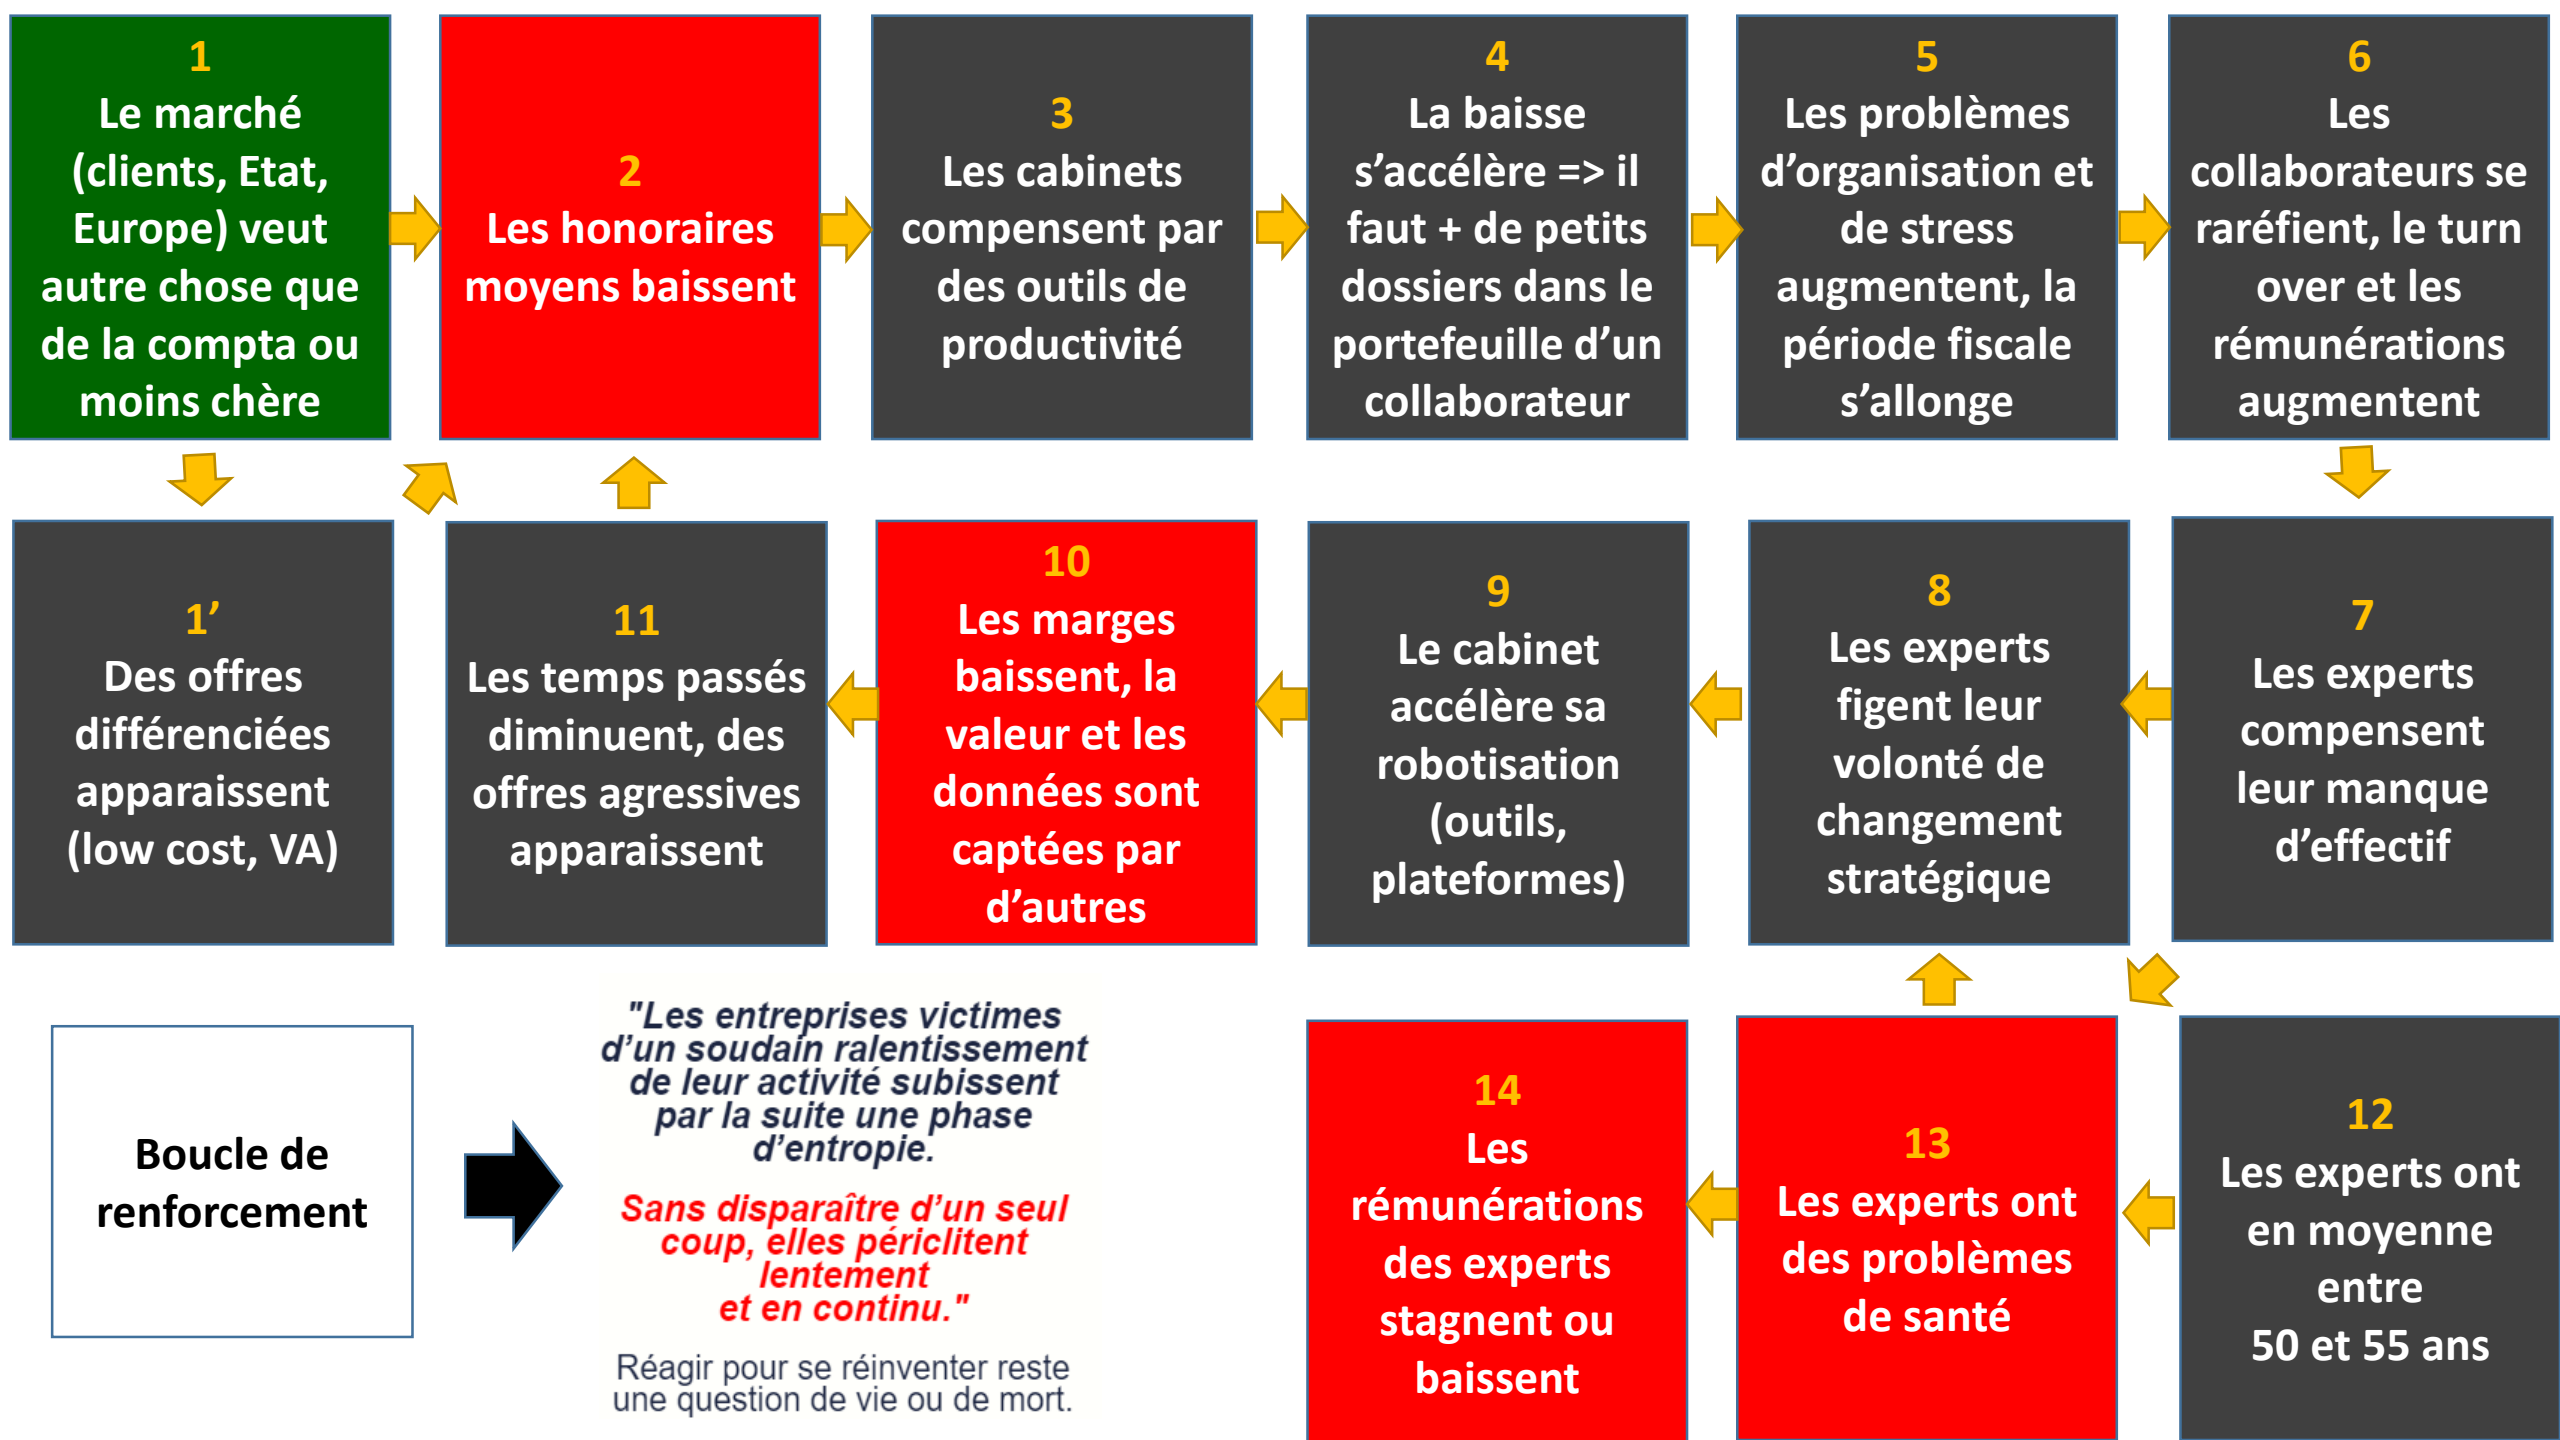 1
Le marché
(clients, Etat,
Europe) veut
autre chose que
de la compta ou
moins chère
2
Les honoraires
moyens baissent
3
Les cabinets
compensent par
des outils de
productivité
4
La baisse
s’accélère => il
faut + de petits
dossiers dans le
portefeuille d’un
collaborateur
5
Les problèmes
d’organisation et
de stress
augmentent, la
période fiscale
s’allonge
6
Les
collaborateurs se
raréfient, le turn
over et les
rémunérations
augmentent
1’
Des offres
différenciées
apparaissent
(low cost, VA)
11
Les temps passés
diminuent, des
offres agressives
apparaissent
10
Les marges
baissent, la
valeur et les
données sont
captées par
d’autres
9
Le cabinet
accélère sa
robotisation
(outils,
plateformes)
8
Les experts
figent leur
volonté de
changement
stratégique
7
Les experts
compensent
leur manque
d’effectif
Boucle de
renforcement
"Les entreprises victimes
d’un soudain ralentissement
de leur activité subissent
par la suite une phase
d’entropie.
Sans disparaître d’un seul
coup, elles périclitent
lentement
et en continu."
Réagir pour se réinventer reste
une question de vie ou de mort.
14
Les
rémunérations
des experts
stagnent ou
baissent
13
Les experts ont
des problèmes
de santé
12
Les experts ont
en moyenne
entre
50 et 55 ans